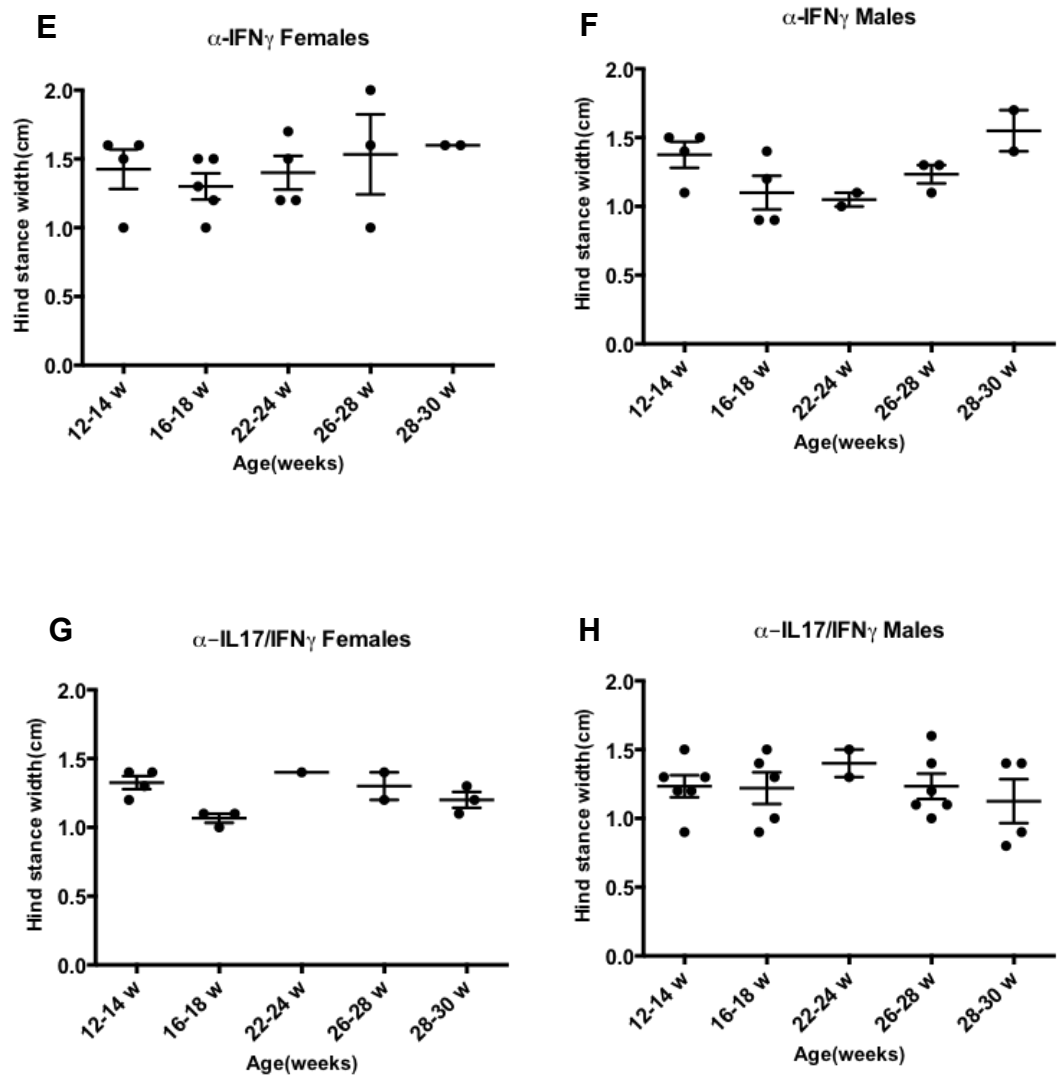 E
α-IFNγ Females
Hind stance width(cm)
2.0
1.5
1.0
0.5
0.0
12-14 w
16-18 w
22-24 w
26-28 w
28-30 w
Age(weeks)
F
α-IFNγ Males
Hind stance width(cm)
2.0
1.5
1.0
0.5
0.0
12-14 w
16-18 w
22-24 w
26-28 w
28-30 w
Age(weeks)
G
α–IL17/IFNγ Females
Hind stance width(cm)
2.0
1.5
1.0
0.5
0.0
12-14 w
16-18 w
22-24 w
26-28 w
28-30 w
Age(weeks)
H
α–IL17/IFNγ Males
Hind stance width(cm)
2.0
1.5
1.0
0.5
0.0
12-14 w
16-18 w
22-24 w
26-28 w
28-30 w
Age(weeks)